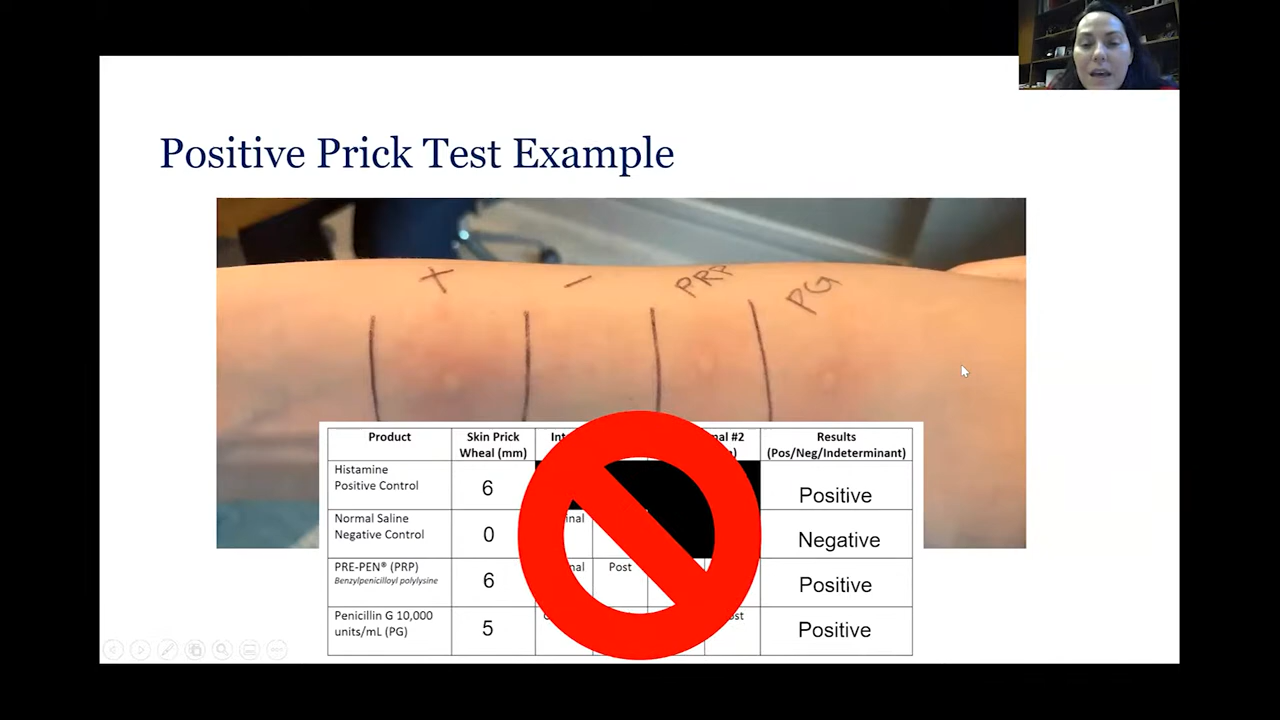 Positive Prick Test Example
+
–
PRP
PG
Product
Skin Prick
Wheal (mm)
Results
(Pos/Neg/Indeterminant)
Histamine
Positive Control
6
Positive
Normal Saline
Negative Control
0
Negative
PRE-PEN® (PRP)
Benzylpenicilloyl polylysine
6
Post
Positive
Penicillin G 10,000
units/mL (PG)
5
Positive